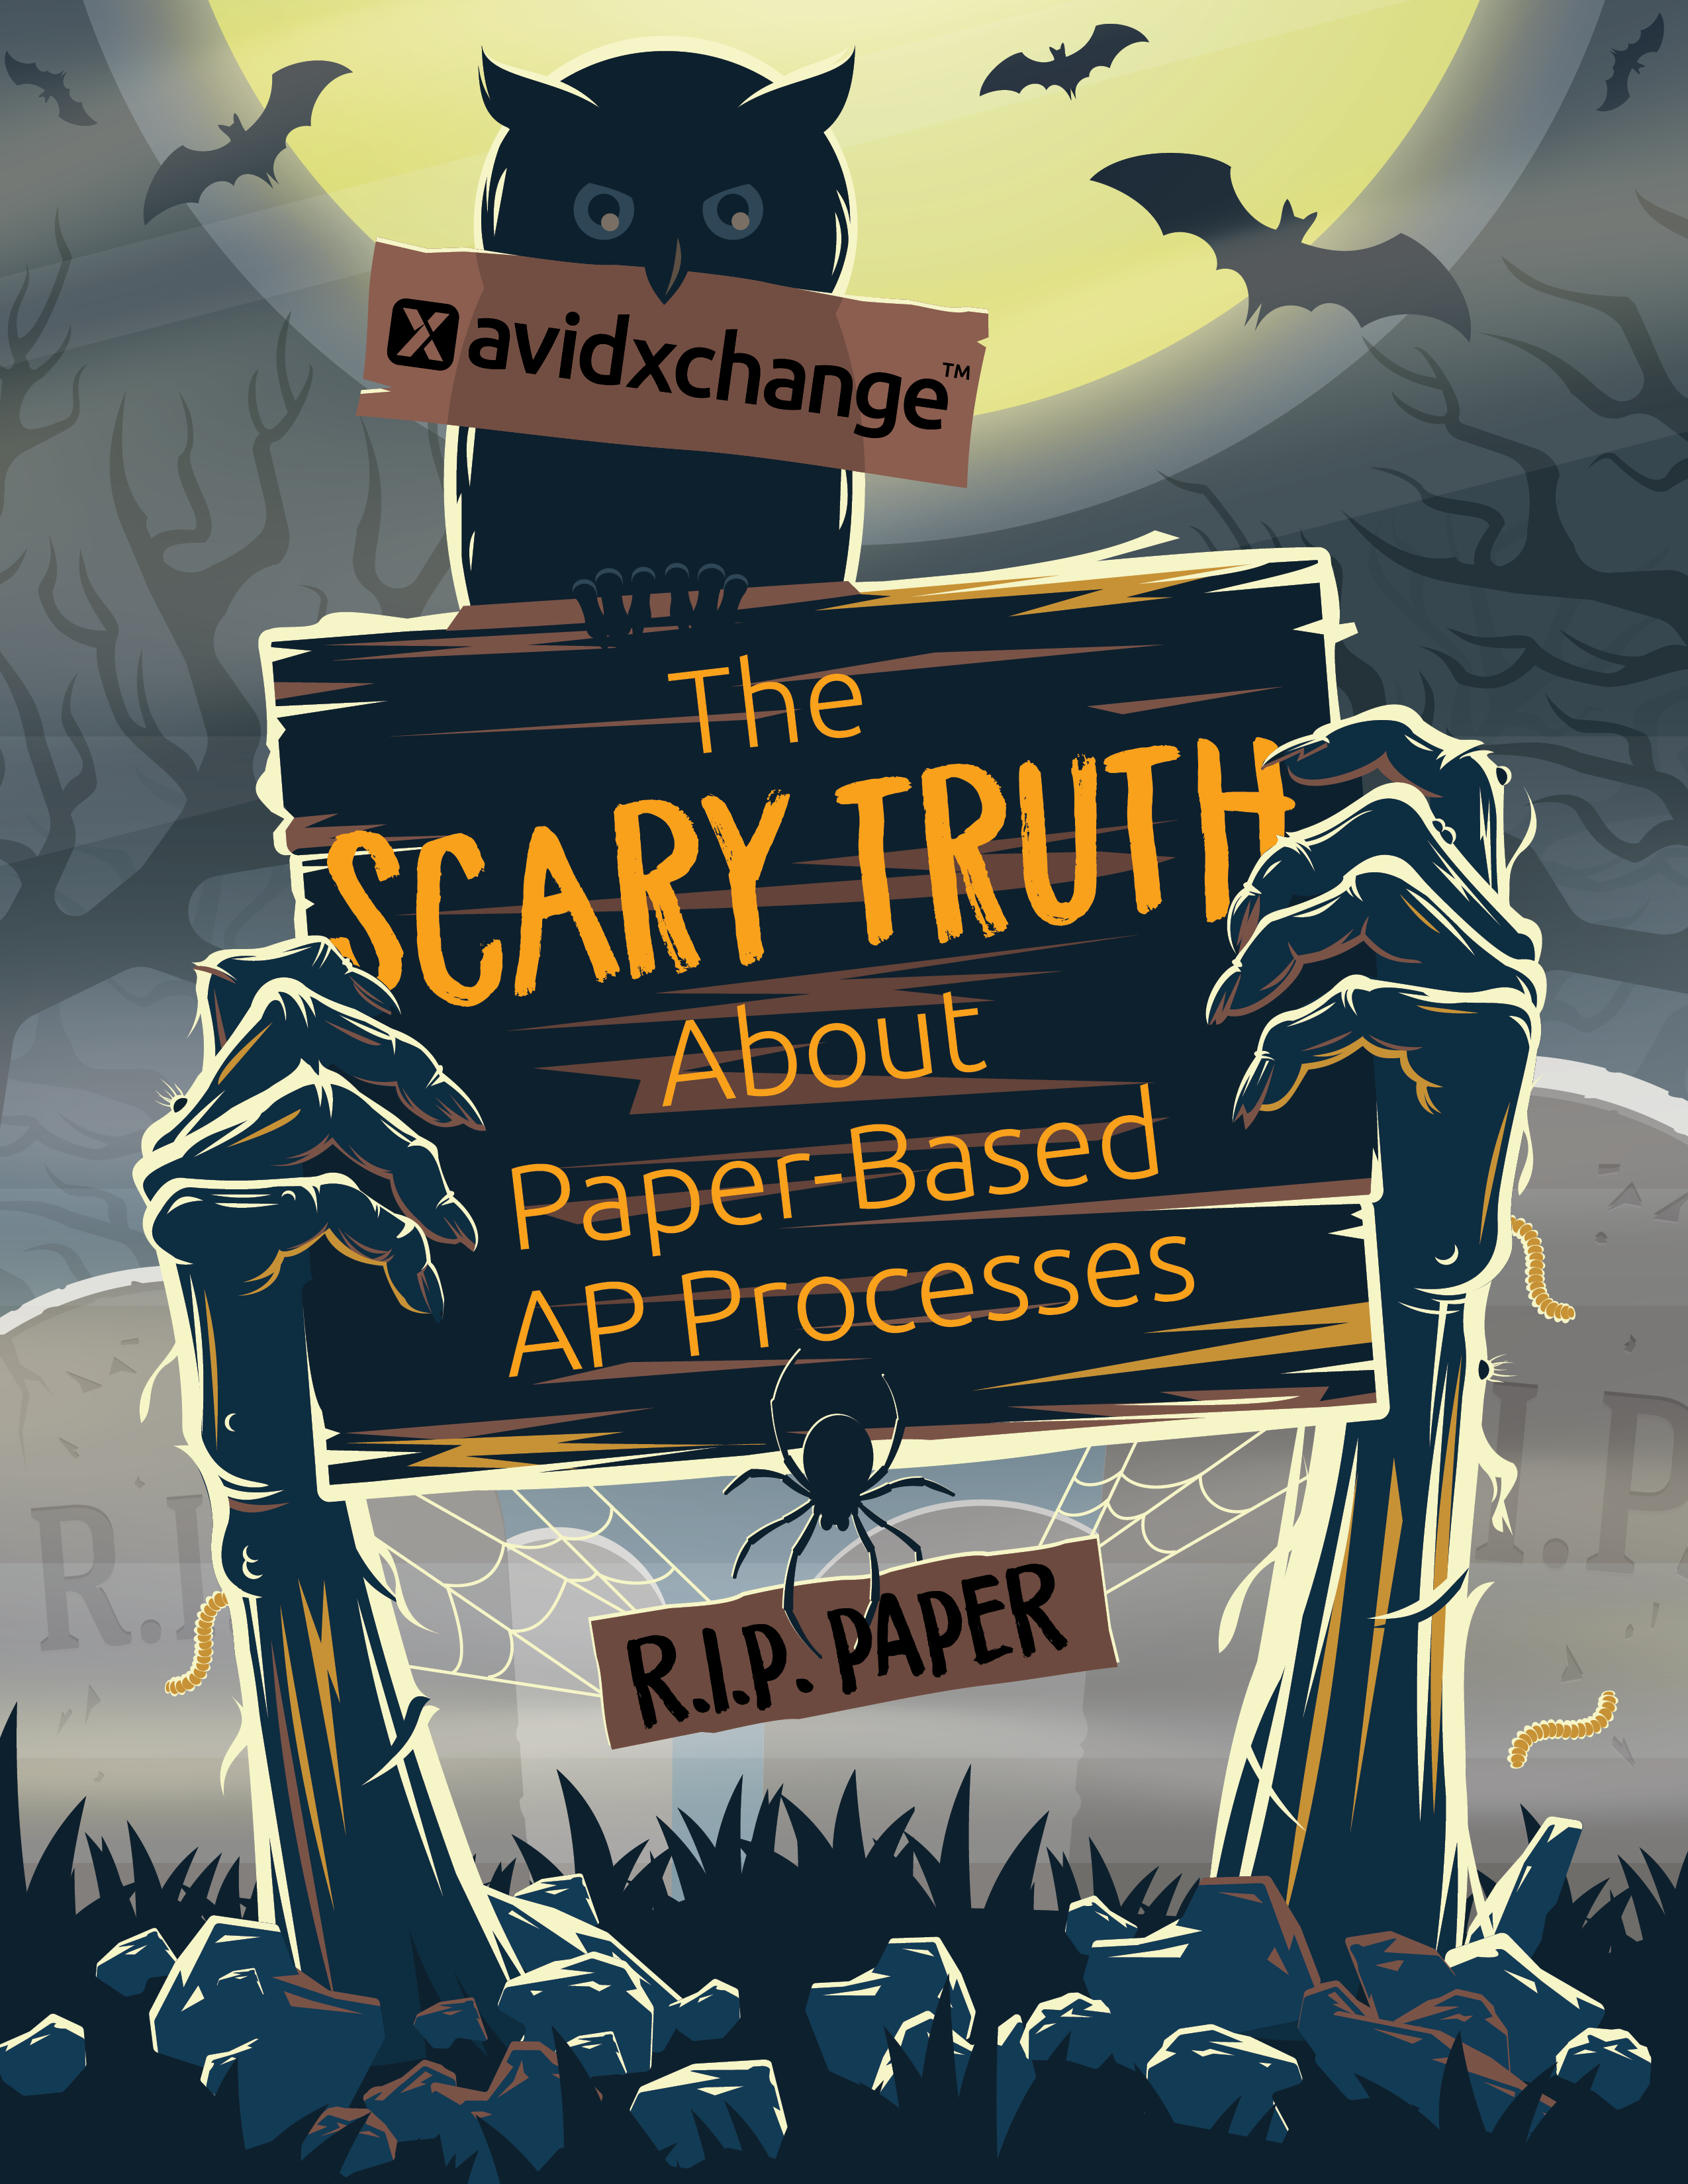 avidxchange™
The
SCARY TRUTH
About
Paper-Based
AP Processes
R.I.P. PAPER
R.I.
R.I.P